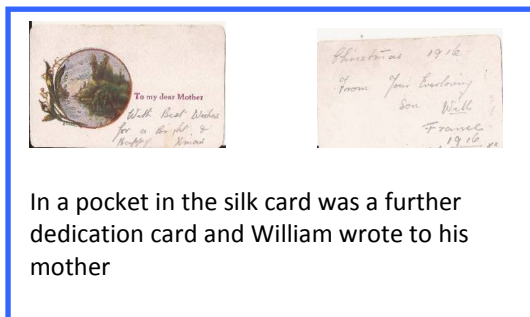 To my dear Mother
With Best Wishes
for a Bright &
Happy Xmas
Christmas 1916
From Your Everloving
Son Will
France
1916
In a pocket in the silk card was a further
dedication card and William wrote to his
mother